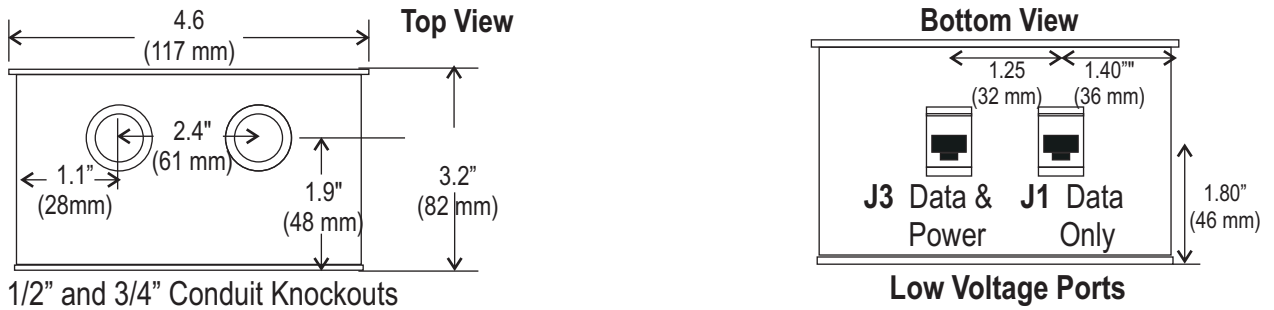 4.6
(117 mm)
Top View
2.4"
(61 mm)
1.1”
(28mm)
1.9"
(48 mm)
3.2”
(82 mm)
1/2” and 3/4” Conduit Knockouts
Bottom View
1.25
(32 mm)
1.40”"
(36 mm)
J3 Data &
Power
J1 Data
Only
1.80”
(46 mm)
Low Voltage Ports